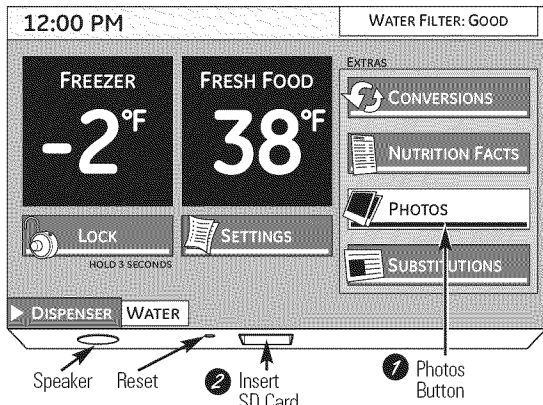 12:00 PM
WATER FILTER: GOOD
FREEZER
-2°F
FRESH FOOD
38°F
EXTRAS
CONVERSIONS
NUTRITION FACTS
PHOTOS
SUBSTITUTIONS
LOCK
HOLD 3 SECONDS
SETTINGS
DISPENSER
WATER
Speaker
Reset
2 Insert
SD Card
1 Photos
Button